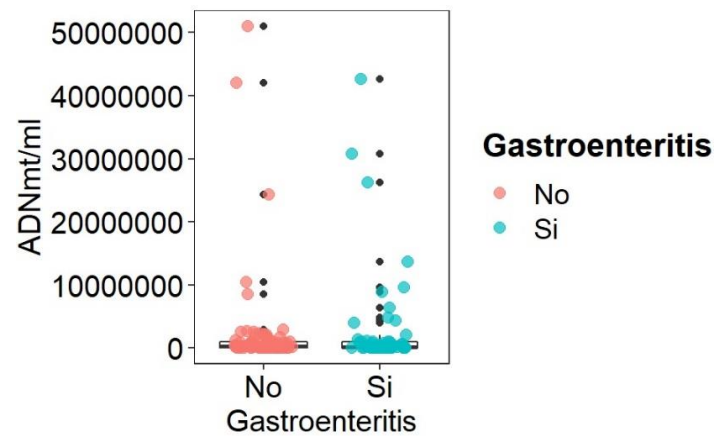 50000000
40000000
30000000
20000000
10000000
0
ADNmt/ml
No Si
Gastroenteritis
Gastroenteritis
No
Si